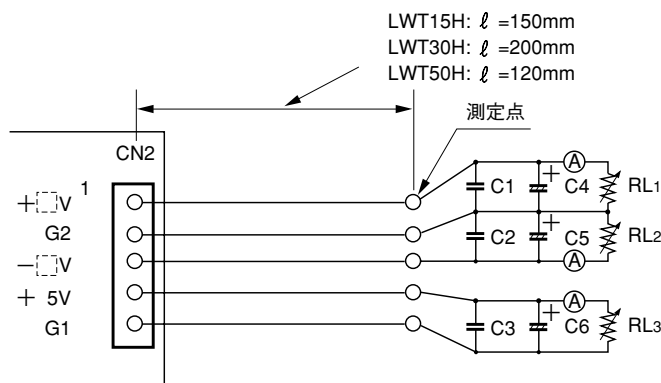 LWT15H: ℓ =150mm
LWT30H: ℓ =200mm
LWT50H: ℓ =120mm
測定点
CN2
1
+□V
G2
-□V
+ 5V
G1
C1
+
C4
A
RL1
C2
+
C5
A
RL2
C3
+
C6
A
RL3